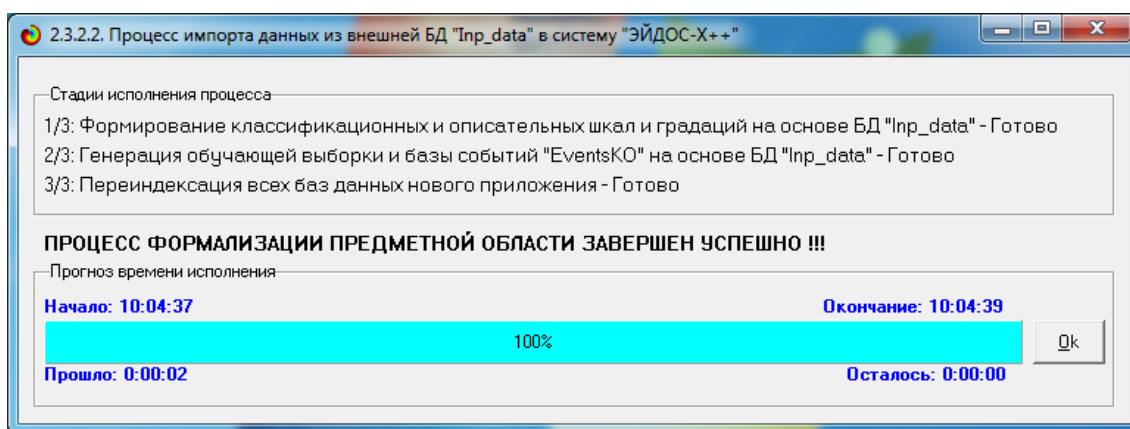 2.3.2.2. Процесс импорта данных из внешней БД "Inp_data" в систему "ЭЙДОС-X++"
Стадии исполнения процесса
1/3: Формирование классификационных и описательных шкал и градаций на основе БД "Inp_data" - Готово
2/3: Генерация обучающей выборки и базы событий "EventsKO" на основе БД "Inp_data" - Готово
3/3: Переиндексация всех баз данных нового приложения - Готово
ПРОЦЕСС ФОРМАЛИЗАЦИИ ПРЕДМЕТНОЙ ОБЛАСТИ ЗАВЕРШЕН УСПЕШНО !!!
Прогноз времени исполнения
Начало: 10:04:37 Окончание: 10:04:39
100% Ok
Прошло: 0:00:02 Осталось: 0:00:00